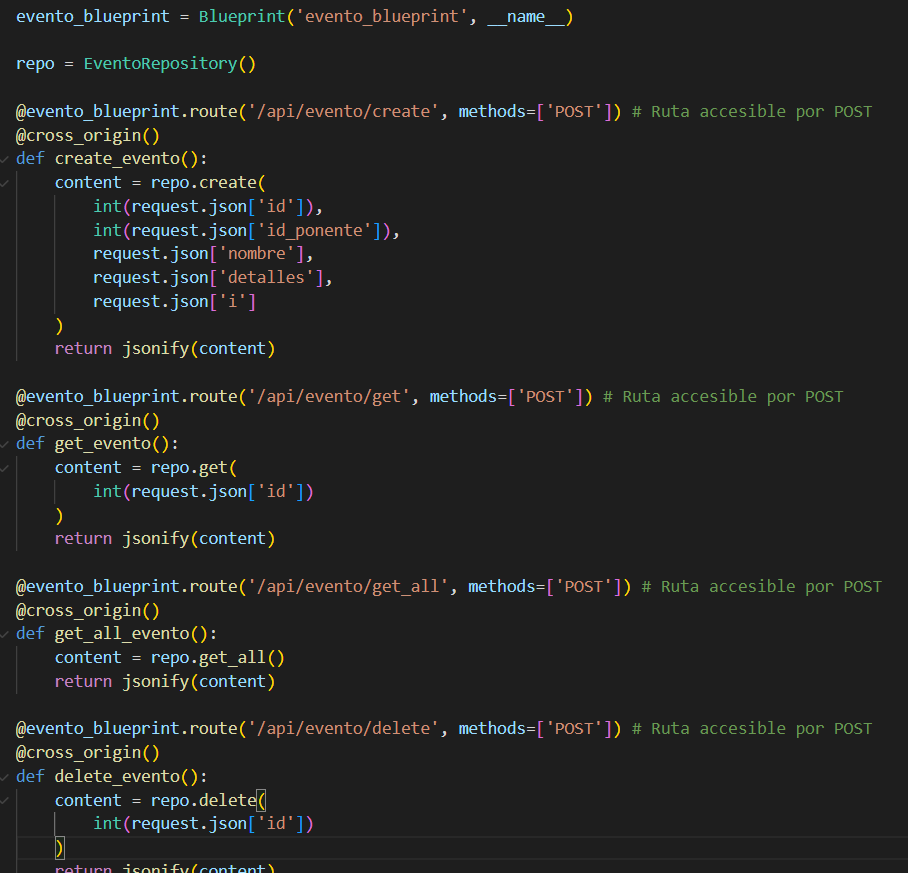 evento_blueprint = Blueprint('evento_blueprint', __name__)
repo = EventoRepository()
@evento_blueprint.route('/api/evento/create', methods=['POST']) # Ruta accesible por POST
@cross_origin()
def create_evento():
    content = repo.create(
        int(request.json['id']),
        int(request.json['id_ponente']),
        request.json['nombre'],
        request.json['detalles'],
        request.json['i']
    )
    return jsonify(content)
@evento_blueprint.route('/api/evento/get', methods=['POST']) # Ruta accesible por POST
@cross_origin()
def get_evento():
    content = repo.get(
        int(request.json['id'])
    )
    return jsonify(content)
@evento_blueprint.route('/api/evento/get_all', methods=['POST']) # Ruta accesible por POST
@cross_origin()
def get_all_evento():
    content = repo.get_all()
    return jsonify(content)
@evento_blueprint.route('/api/evento/delete', methods=['POST']) # Ruta accesible por POST
@cross_origin()
def delete_evento():
    content = repo.delete(
        int(request.json['id'])
    )
    return jsonify(content)